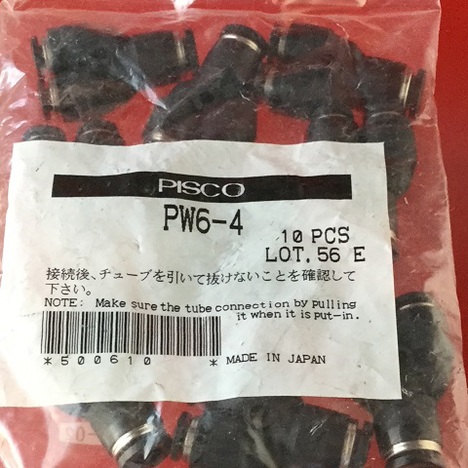 PISCO
PW6-4
10 PCS
LOT. 56 E
接続後、チューブを引いて抜けないことを確認して
下さい。
NOTE: Make sure the tube connection by pulling
it when it is put-in.
*500610 *
MADE IN JAPAN